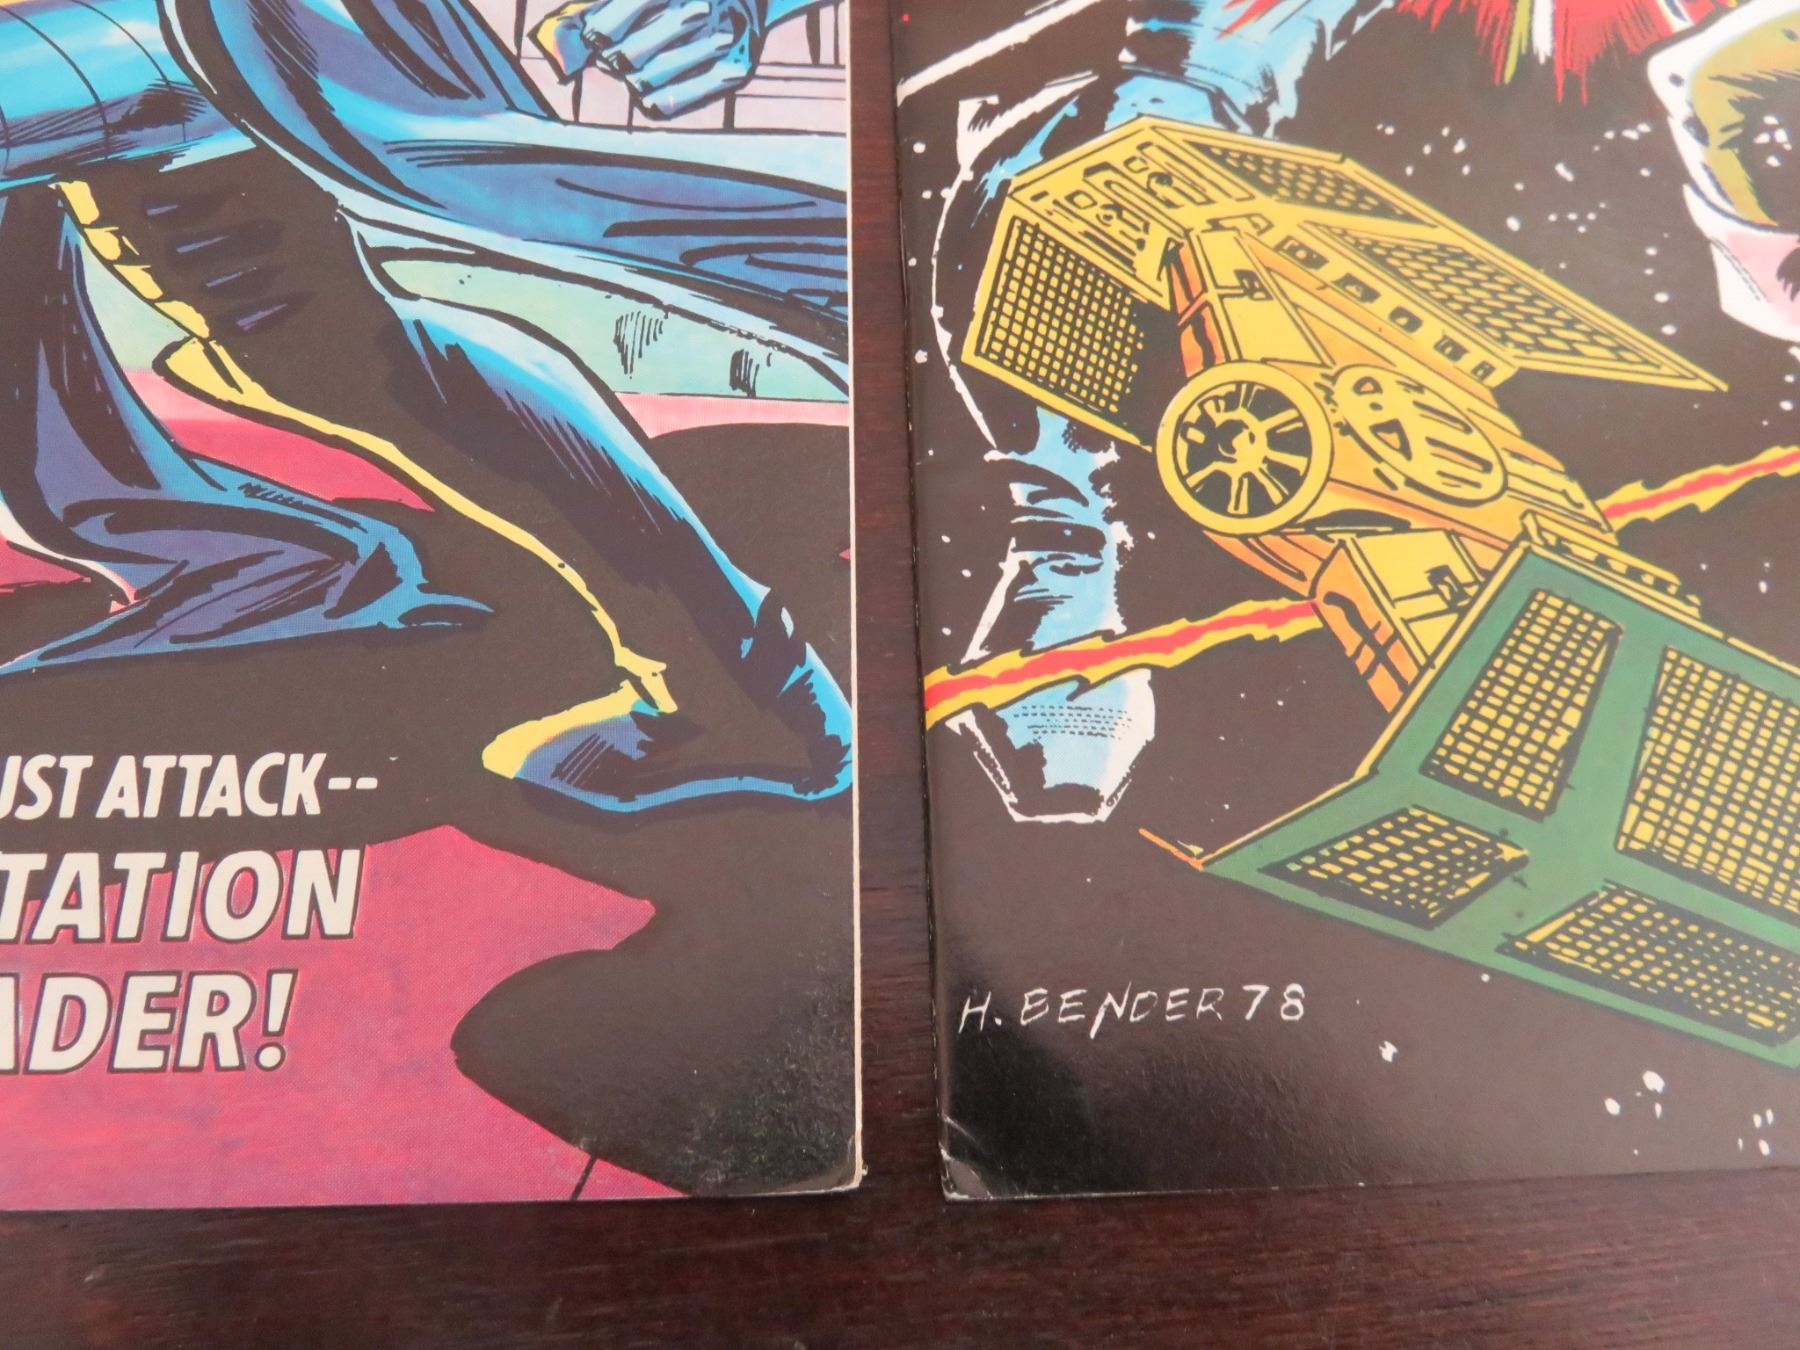 UST ATTACK--
TATION
ADER!
H. BENDER 78